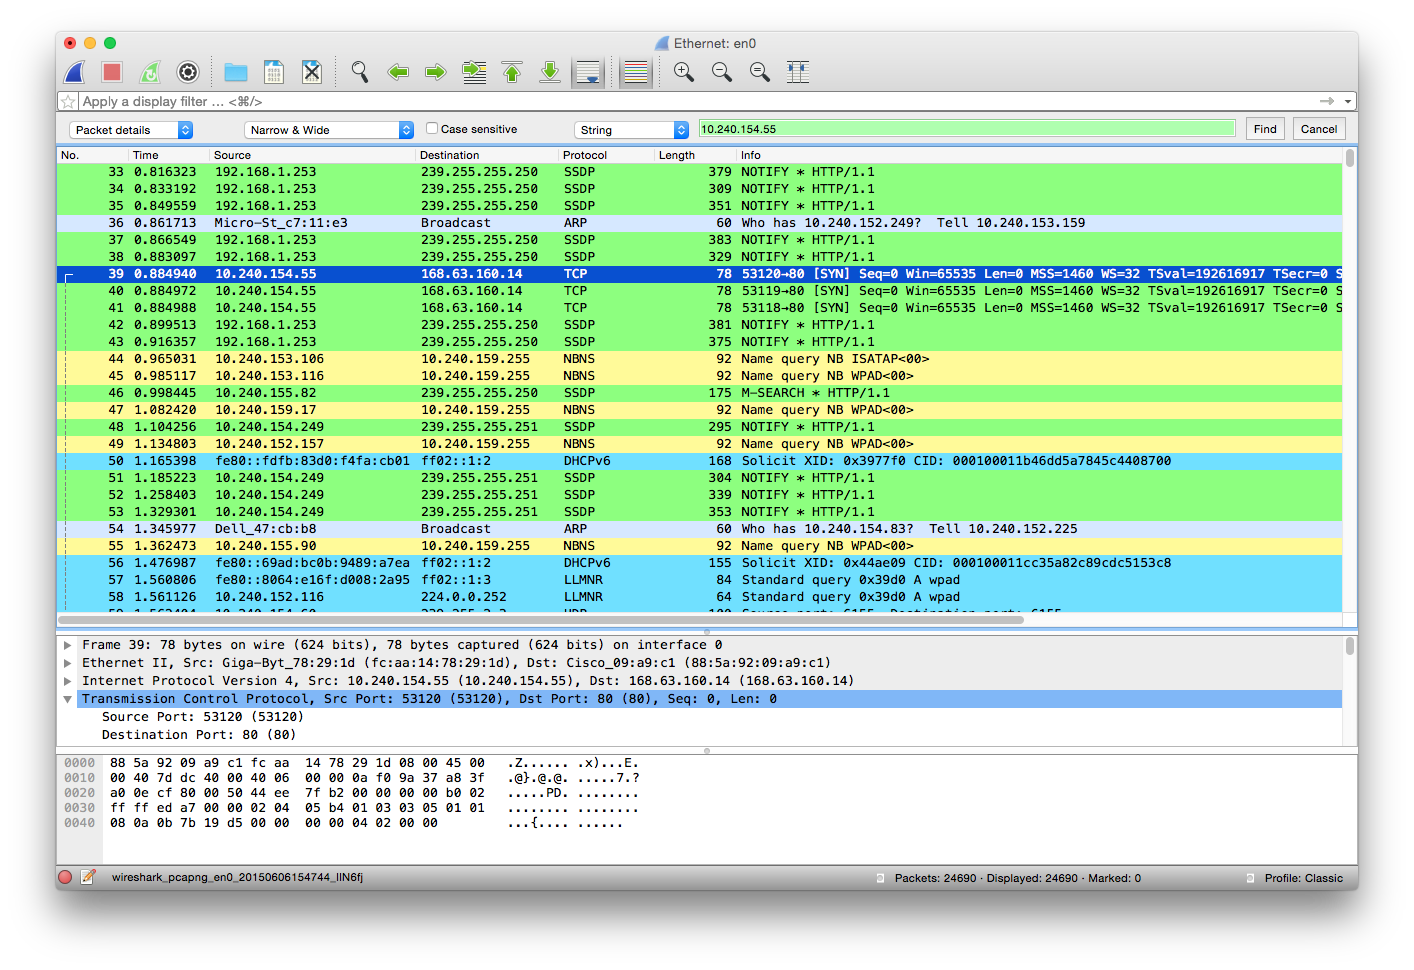 Ethernet: en0
Apply a display filter ... <⌘/>
Packet details Narrow & Wide Case sensitive String 10.240.154.55 Find Cancel
No. Time Source Destination Protocol Length Info
33 0.816323 192.168.1.253 239.255.255.250 SSDP 379 NOTIFY * HTTP/1.1
34 0.833192 192.168.1.253 239.255.255.250 SSDP 309 NOTIFY * HTTP/1.1
35 0.849559 192.168.1.253 239.255.255.250 SSDP 351 NOTIFY * HTTP/1.1
36 0.861713 Micro-St_c7:11:e3 Broadcast ARP 60 Who has 10.240.152.249? Tell 10.240.153.159
37 0.866549 192.168.1.253 239.255.255.250 SSDP 383 NOTIFY * HTTP/1.1
38 0.883097 192.168.1.253 239.255.255.250 SSDP 329 NOTIFY * HTTP/1.1
39 0.884940 10.240.154.55 168.63.160.14 TCP 78 53120→80 [SYN] Seq=0 Win=65535 Len=0 MSS=1460 WS=32 TSval=192616917 TSecr=0 S
40 0.884972 10.240.154.55 168.63.160.14 TCP 78 53119→80 [SYN] Seq=0 Win=65535 Len=0 MSS=1460 WS=32 TSval=192616917 TSecr=0 S
41 0.884988 10.240.154.55 168.63.160.14 TCP 78 53118→80 [SYN] Seq=0 Win=65535 Len=0 MSS=1460 WS=32 TSval=192616917 TSecr=0 S
42 0.899513 192.168.1.253 239.255.255.250 SSDP 381 NOTIFY * HTTP/1.1
43 0.916357 192.168.1.253 239.255.255.250 SSDP 375 NOTIFY * HTTP/1.1
44 0.965031 10.240.153.106 10.240.159.255 NBNS 92 Name query NB ISATAP<00>
45 0.985117 10.240.153.116 10.240.159.255 NBNS 92 Name query NB WPAD<00>
46 0.998445 10.240.155.82 239.255.255.250 SSDP 175 M-SEARCH * HTTP/1.1
47 1.082420 10.240.159.17 10.240.159.255 NBNS 92 Name query NB WPAD<00>
48 1.104256 10.240.154.249 239.255.255.251 SSDP 295 NOTIFY * HTTP/1.1
49 1.134803 10.240.152.157 10.240.159.255 NBNS 92 Name query NB WPAD<00>
50 1.165398 fe80::fdfb:83d0:f4fa:cb01 ff02::1:2 DHCPv6 168 Solicit XID: 0x3977f0 CID: 000100011b46dd5a7845c4408700
51 1.185223 10.240.154.249 239.255.255.251 SSDP 304 NOTIFY * HTTP/1.1
52 1.258403 10.240.154.249 239.255.255.251 SSDP 339 NOTIFY * HTTP/1.1
53 1.329301 10.240.154.249 239.255.255.251 SSDP 353 NOTIFY * HTTP/1.1
54 1.345977 Dell_47:cb:b8 Broadcast ARP 60 Who has 10.240.154.83? Tell 10.240.152.225
55 1.362473 10.240.155.90 10.240.159.255 NBNS 92 Name query NB WPAD<00>
56 1.476987 fe80::69ad:bc0b:9489:a7ea ff02::1:2 DHCPv6 155 Solicit XID: 0x44ae09 CID: 000100011cc35a82c89cdc5153c8
57 1.560806 fe80::8064:e16f:d008:2a95 ff02::1:3 LLMNR 84 Standard query 0x39d0 A wpad
58 1.561126 10.240.152.116 224.0.0.252 LLMNR 64 Standard query 0x39d0 A wpad
Frame 39: 78 bytes on wire (624 bits), 78 bytes captured (624 bits) on interface 0
Ethernet II, Src: Giga-Byt_78:29:1d (fc:aa:14:78:29:1d), Dst: Cisco_09:a9:c1 (88:5a:92:09:a9:c1)
Internet Protocol Version 4, Src: 10.240.154.55 (10.240.154.55), Dst: 168.63.160.14 (168.63.160.14)
Transmission Control Protocol, Src Port: 53120 (53120), Dst Port: 80 (80), Seq: 0, Len: 0
Source Port: 53120 (53120)
Destination Port: 80 (80)
0000 88 5a 92 09 a9 c1 fc aa 14 78 29 1d 08 00 45 00 .Z...... .x)...E.
0010 00 40 7d dc 40 00 40 06 00 00 0a f0 9a 37 a8 3f .@}.@.@. .....7.?
0020 a0 0e cf 80 00 50 44 ee 7f b2 00 00 00 00 b0 02 .....PD. ........
0030 ff ff ed a7 00 00 02 04 05 b4 01 03 03 05 01 01 ........ ........
0040 08 0a 0b 7b 19 d5 00 00 00 00 04 02 00 00 ...{.... ......
wireshark_pcapng_en0_20150606154744_lIN6fj Packets: 24690 · Displayed: 24690 · Marked: 0 Profile: Classic